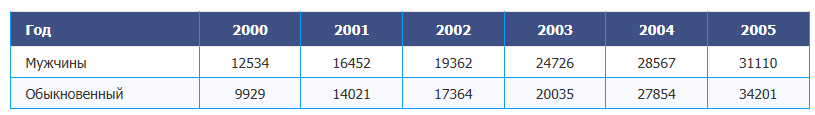 Год 2000 2001 2002 2003 2004 2005
Мужчины 12534 16452 19362 24726 28567 31110
Обыкновенный 9929 14021 17364 20035 27854 34201